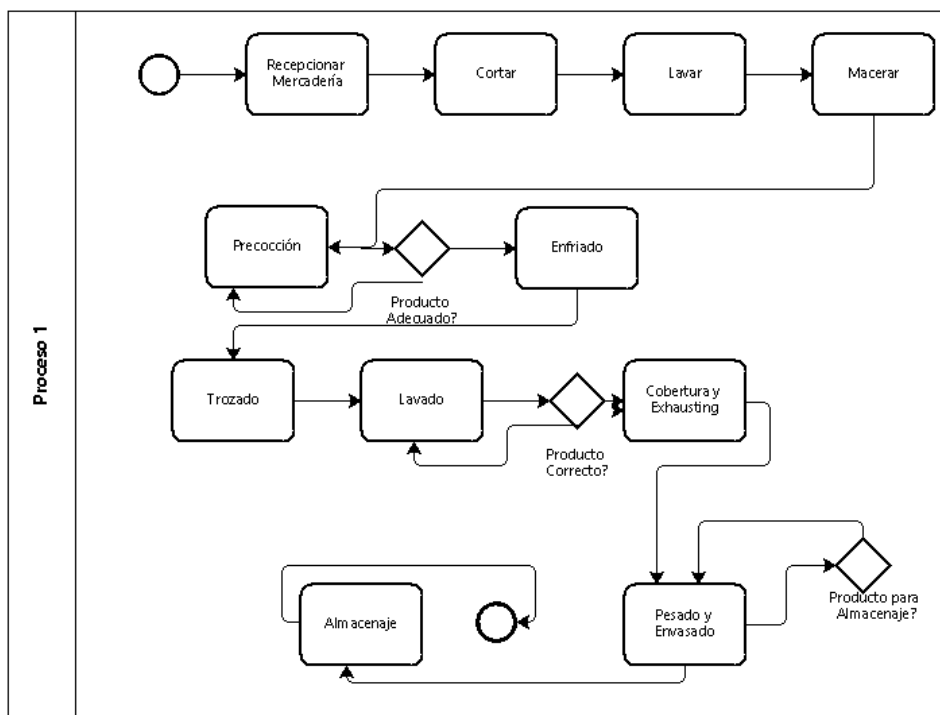 Proceso 1
Recepcionar
Mercadería
Cortar
Lavar
Macerar
Precocción
Producto
Adecuado?
Enfriado
Trozado
Lavado
Producto
Correcto?
Cobertura y
Exhausting
Almacenaje
Pesado y
Envasado
Producto para
Almacenaje?